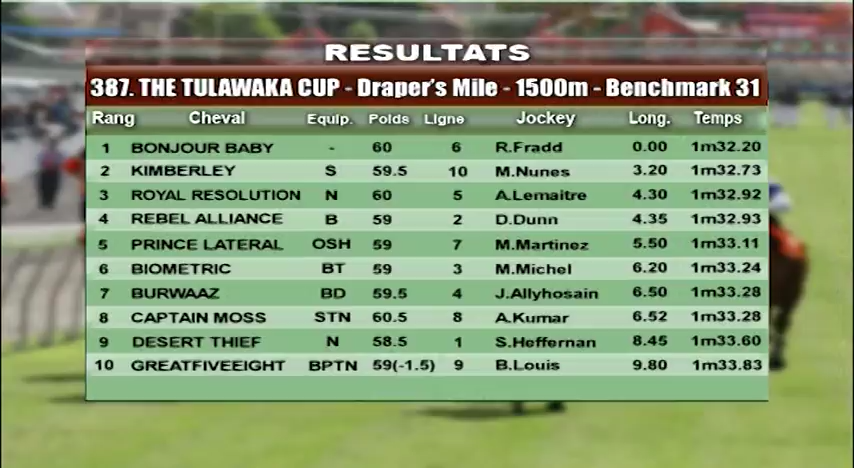 RESULTATS
387. THE TULAWAKA CUP - Draper's Mile - 1500m - Benchmark 31
Rang Cheval Equip. Poids Ligne Jockey Long. Temps
1 BONJOUR BABY - 60 6 R.Fradd 0.00 1m32.20
2 KIMBERLEY S 59.5 10 M.Nunes 3.20 1m32.73
3 ROYAL RESOLUTION N 60 5 A.Lemaitre 4.30 1m32.92
4 REBEL ALLIANCE B 59 2 D.Dunn 4.35 1m32.93
5 PRINCE LATERAL OSH 59 7 M.Martinez 5.50 1m33.11
6 BIOMETRIC BT 59 3 M.Michel 6.20 1m33.24
7 BURWAAZ BD 59.5 4 J.Allyhosain 6.50 1m33.28
8 CAPTAIN MOSS STN 60.5 8 A.Kumar 6.52 1m33.28
9 DESERT THIEF N 58.5 1 S.Heffernan 8.45 1m33.60
10 GREATFIVEEIGHT BPTN 59(-1.5) 9 B.Louis 9.80 1m33.83